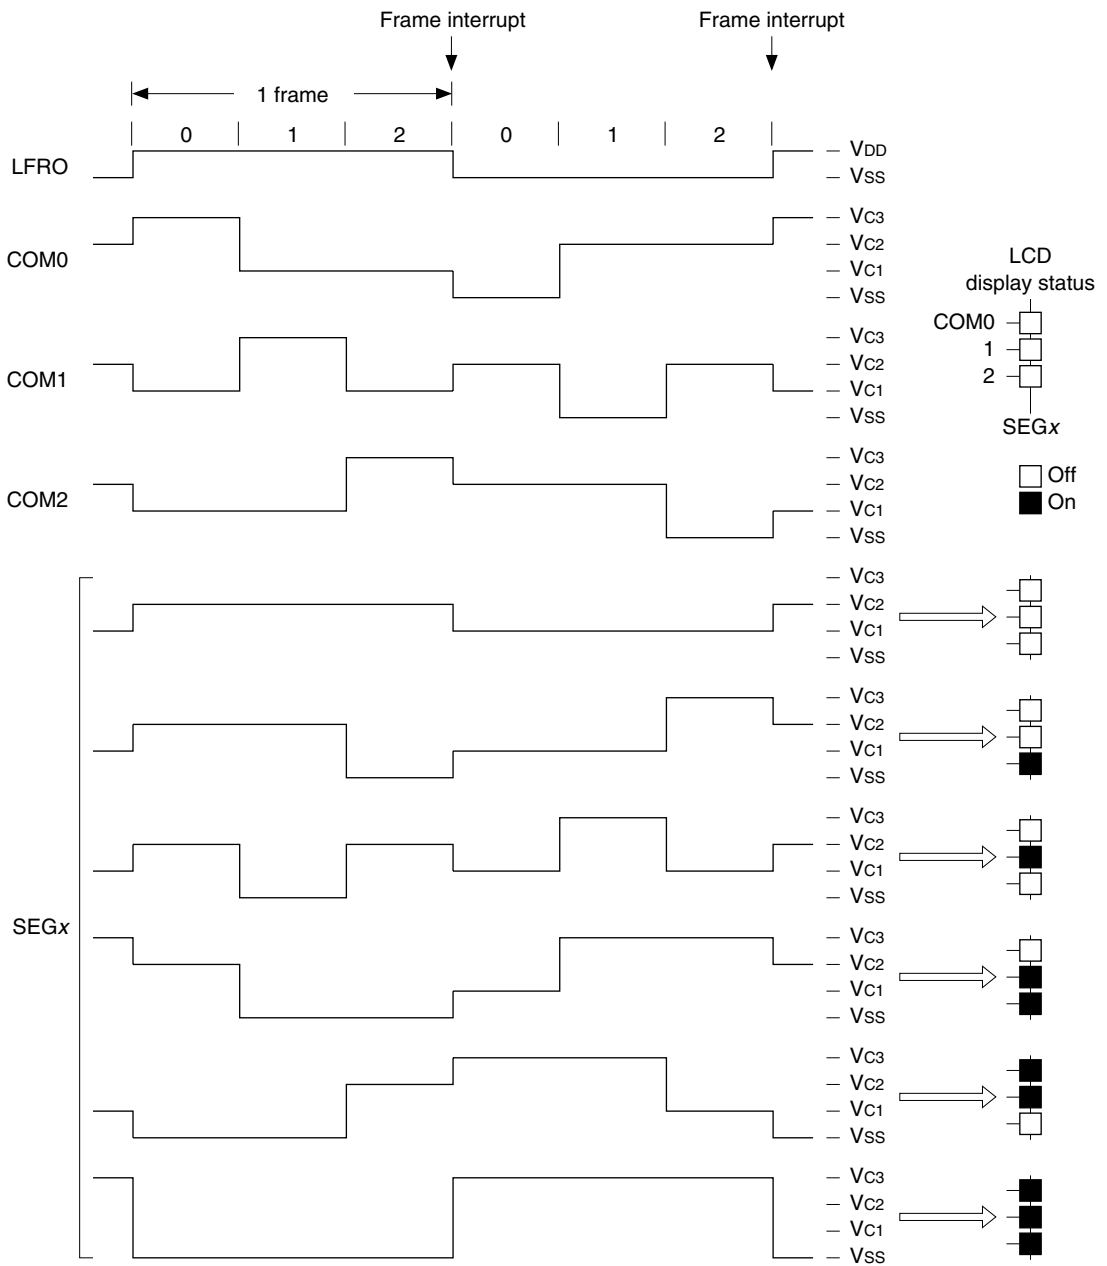 Frame interrupt
Frame interrupt
1 frame
0 1 2 0 1 2
LFRO
VDD
VSS
COM0
VC3
VC2
VC1
VSS
COM1
VC3
VC2
VC1
VSS
COM2
VC3
VC2
VC1
VSS
LCD
display status
COM0
1
2
SEGx
Off
On
SEGx
VC3
VC2
VC1
VSS
VC3
VC2
VC1
VSS
VC3
VC2
VC1
VSS
VC3
VC2
VC1
VSS
VC3
VC2
VC1
VSS
VC3
VC2
VC1
VSS